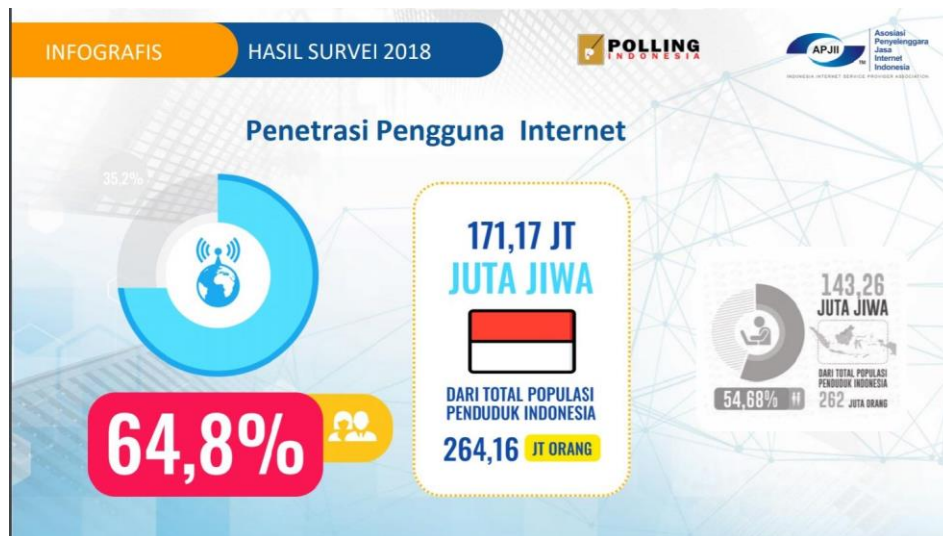 INFOGRAFIS
HASIL SURVEI 2018
POLLING
INDONESIA
APJII
TM
Asosiasi
Penyelenggara
Jasa
Internet
Indonesia
INDONESIA INTERNET SERVICE PROVIDER ASSOCIATION
Penetrasi Pengguna Internet
35.2%
64,8%
171,17 JT
JUTA JIWA
DARI TOTAL POPULASI
PENDUDUK INDONESIA
264,16 JT ORANG
143,26
JUTA JIWA
DARI TOTAL POPULASI
PENDUDUK INDONESIA
54,68%
262 JUTA ORANG